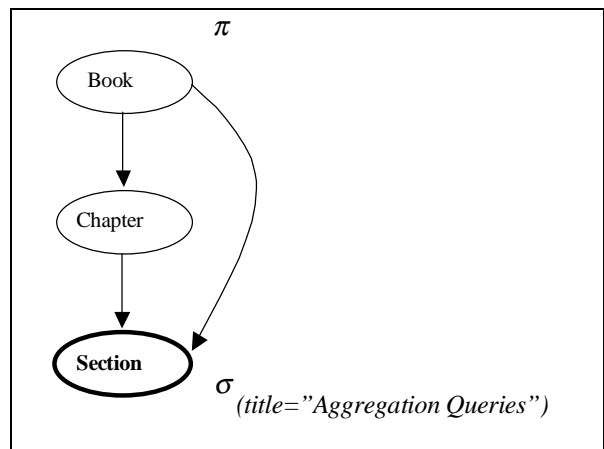 π
Book
Chapter
Section
σ (title=”Aggregation Queries”)